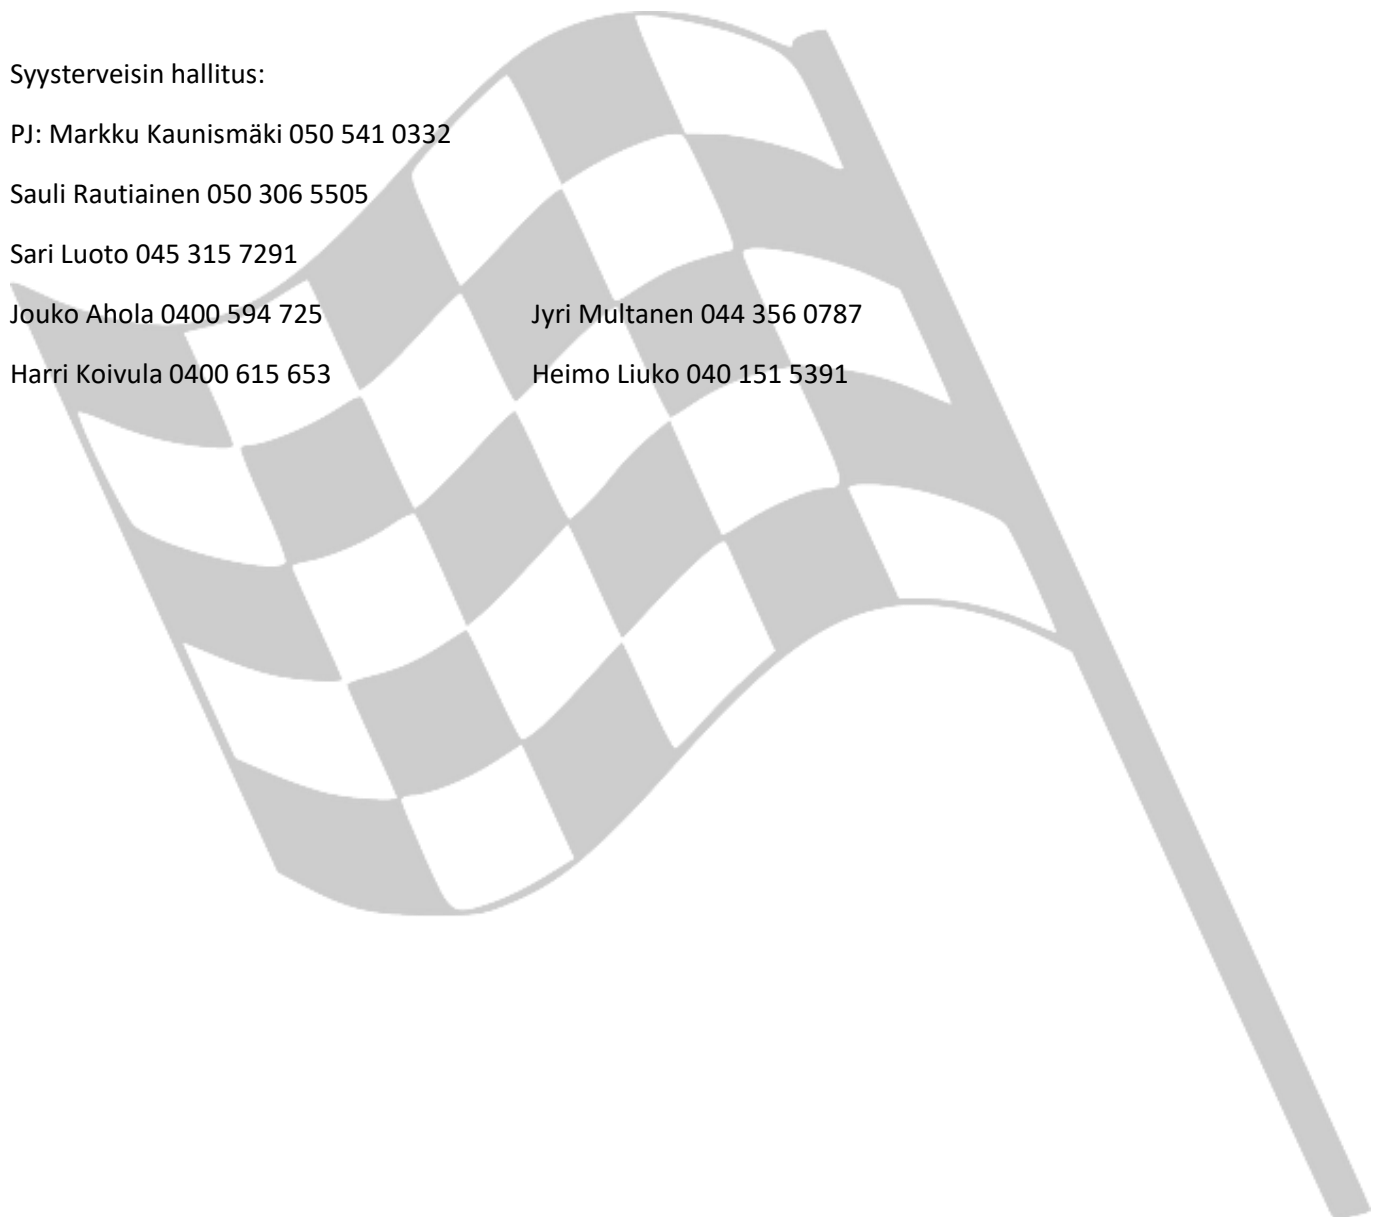 Syysterveisin hallitus:
PJ: Markku Kaunismäki 050 541 0332
Sauli Rautiainen 050 306 5505
Sari Luoto 045 315 7291
Jouko Ahola 0400 594 725 Jyri Multanen 044 356 0787
Harri Koivula 0400 615 653 Heimo Liuko 040 151 5391